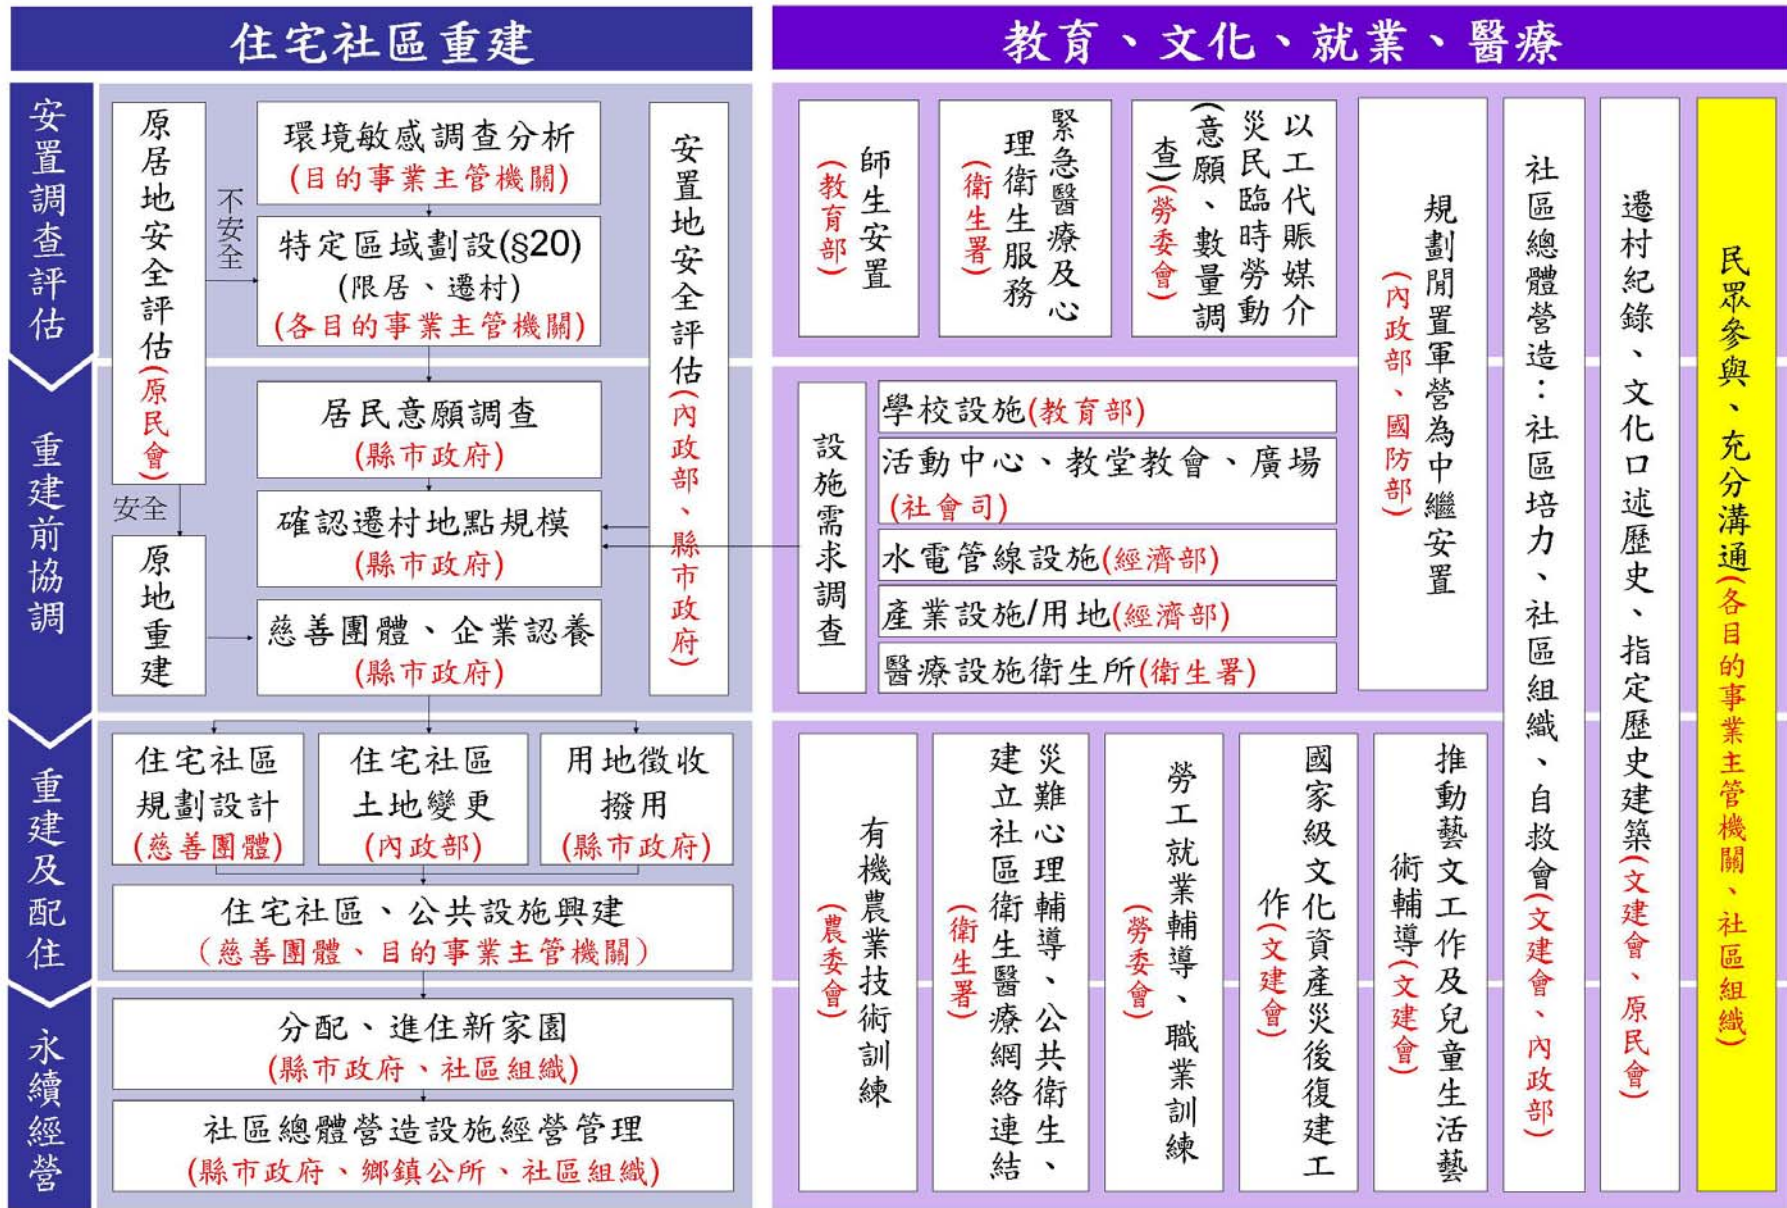 住宅社區重建
教育、文化、就業、醫療
安置調查評估
重建前協調
重建及配住
永續經營
原居地安全評估(原民會)
不安全
安全
原地重建
環境敏感調查分析
(目的事業主管機關)
特定區域劃設(§20)
(限居、遷村)
(各目的事業主管機關)
居民意願調查
(縣市政府)
確認遷村地點規模
(縣市政府)
慈善團體、企業認養
(縣市政府)
安置地安全評估(內政部、縣市政府)
住宅社區
規劃設計
(慈善團體)
住宅社區
土地變更
(內政部)
用地徵收
撥用
(縣市政府)
住宅社區、公共設施興建
(慈善團體、目的事業主管機關)
分配、進住新家園
(縣市政府、社區組織)
社區總體營造設施經營管理
(縣市政府、鄉鎮公所、社區組織)
師生安置
(教育部)
緊急醫療及心
理衛生服務
(衛生署)
以工代賑媒介
災民臨時勞動
(意願、數量調
查)(勞委會)
設施需求調查
學校設施(教育部)
活動中心、教堂教會、廣場
(社會司)
水電管線設施(經濟部)
產業設施/用地(經濟部)
醫療設施衛生所(衛生署)
規劃閒置軍營為中繼安置
(內政部、國防部)
有機農業技術訓練
(農委會)
災難心理輔導、公共衛生、
建立社區衛生醫療網絡連結
(衛生署)
勞工就業輔導、職業訓練
(勞委會)
國家級文化資產災後復建工
作(文建會)
推動藝文工作及兒童生活藝
術輔導(文建會)
社區總體營造：社區培力、社區組織、自救會(文建會、內政部)
遷村紀錄、文化口述歷史、指定歷史建築(文建會、原民會)
民眾參與、充分溝通(各目的事業主管機關、社區組織)